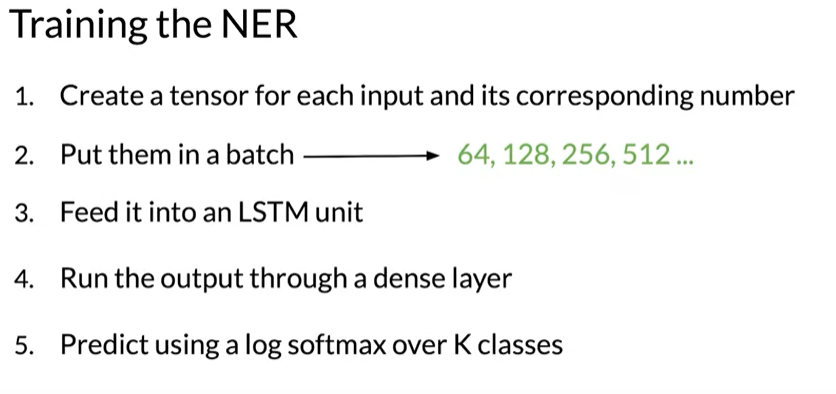 Training the NER
1. Create a tensor for each input and its corresponding number
2. Put them in a batch 64, 128, 256, 512 ...
3. Feed it into an LSTM unit
4. Run the output through a dense layer
5. Predict using a log softmax over K classes